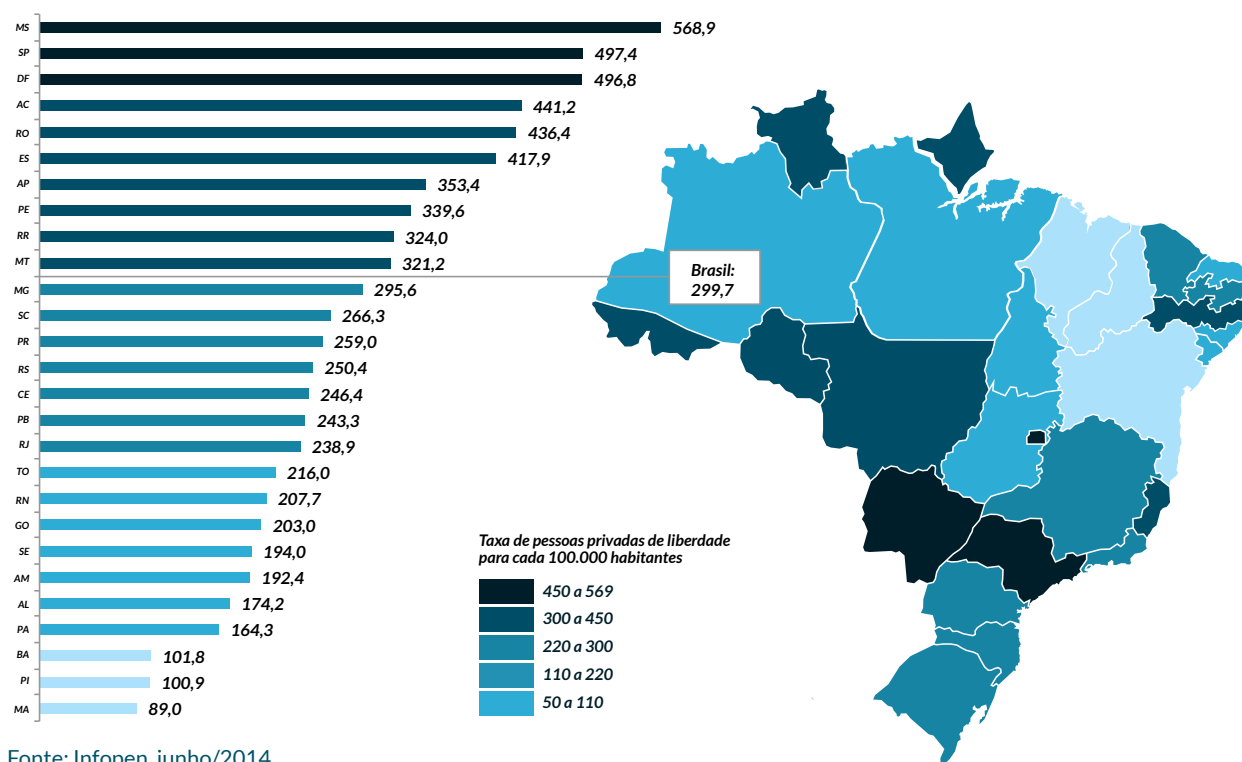 MS 568,9
SP 497,4
DF 496,8
AC 441,2
RO 436,4
ES 417,9
AP 353,4
PE 339,6
RR 324,0
MT 321,2
Brasil:
299,7
MG 295,6
SC 266,3
PR 259,0
RS 250,4
CE 246,4
PB 243,3
RJ 238,9
TO 216,0
RN 207,7
GO 203,0
SE 194,0
AM 192,4
AL 174,2
PA 164,3
BA 101,8
PI 100,9
MA 89,0
Taxa de pessoas privadas de liberdade
para cada 100.000 habitantes
450 a 569
300 a 450
220 a 300
110 a 220
50 a 110
Fonte: Infopen, junho/2014